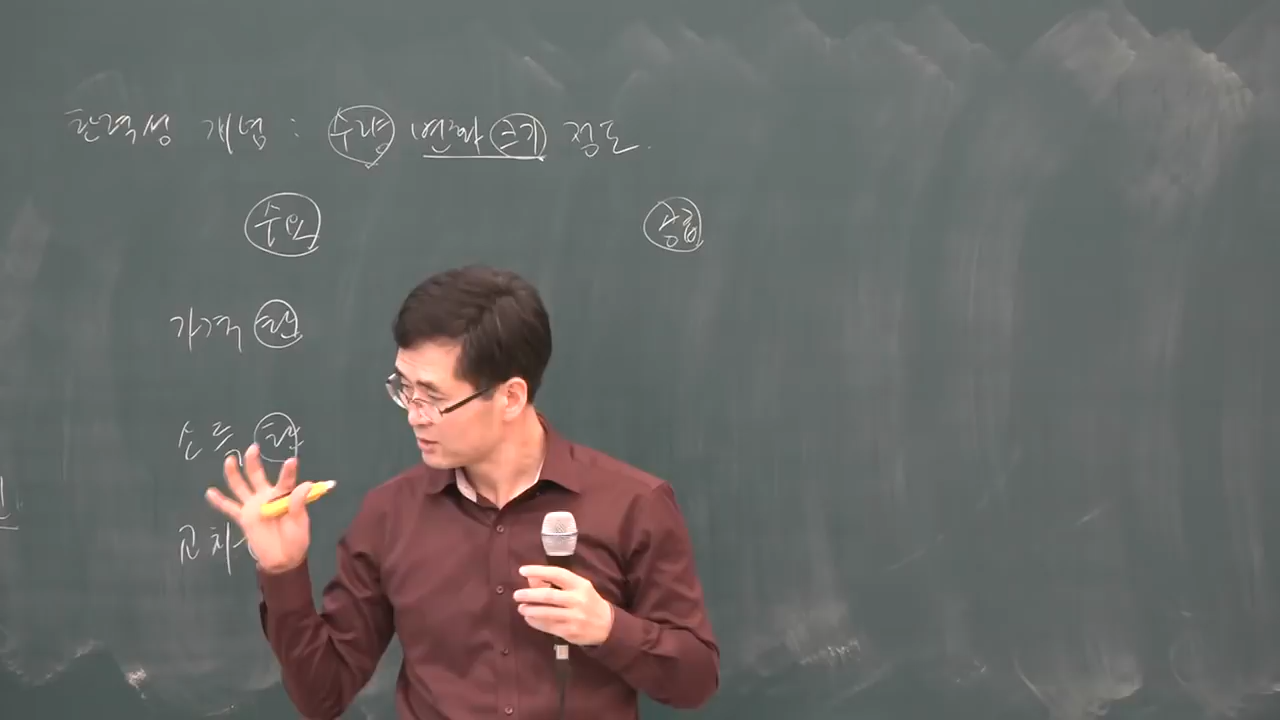 탄력성 개념 : 수량 변화 크기 정도.
수요 공급
가격 탄
소득 탄
교차